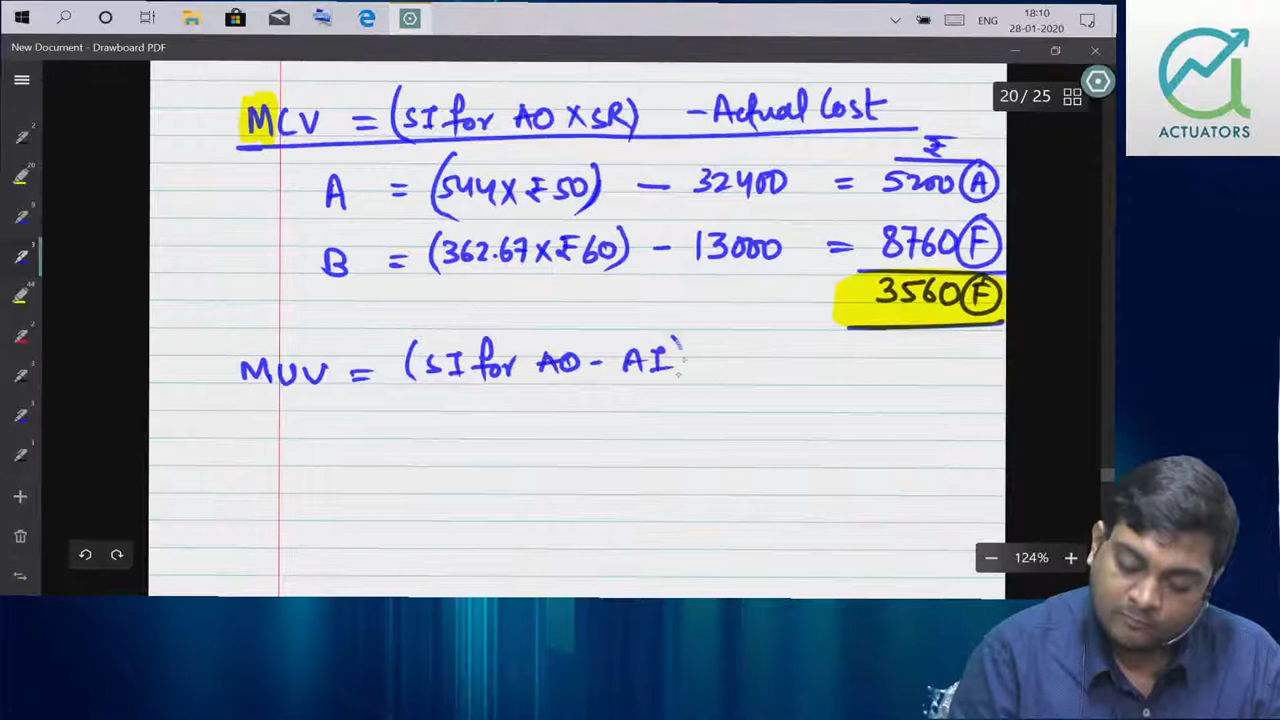 18:10
ENG
28-01-2020
New Document - Drawboard PDF
20 / 25
ACTUATORS
MCV = (SI for AO × SR) - Actual Cost
₹
A = (544 × ₹50) - 32400 = 5200 (A)
B = (362.67 × ₹60) - 13000 = 8760 (F)
3560 (F)
MUV = (SI for AO - AI)
124%